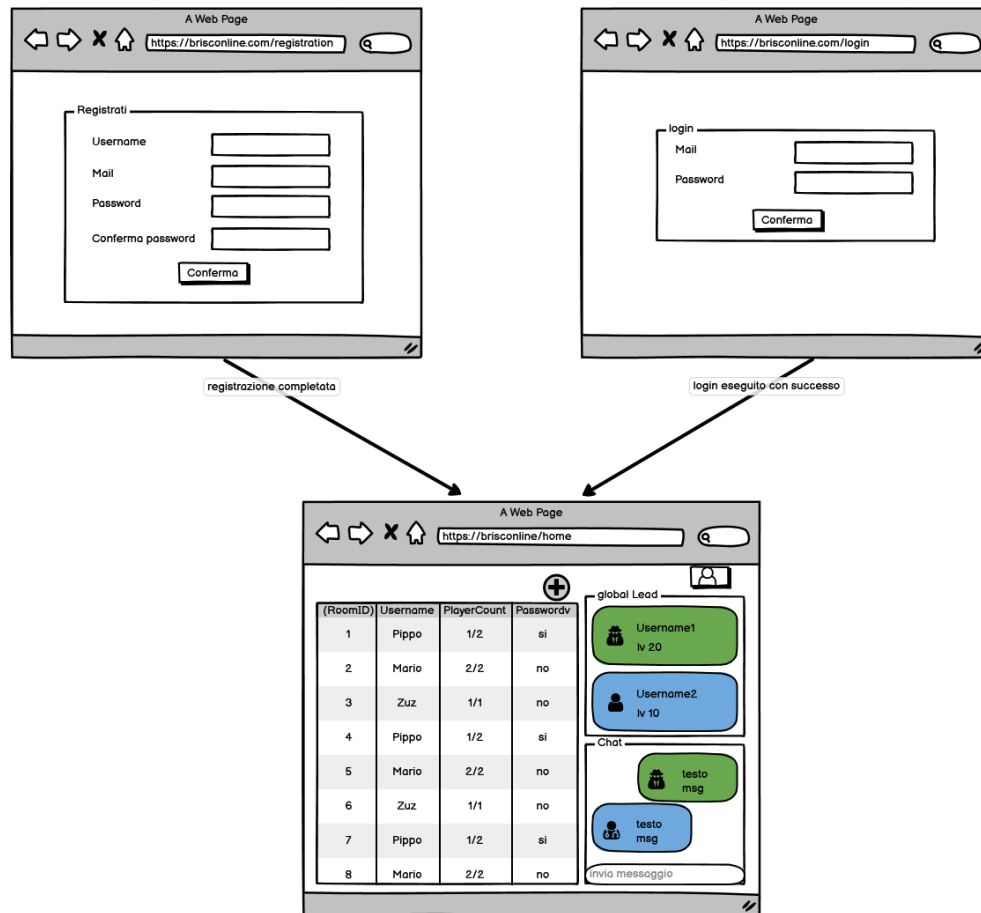 A Web Page
https://brisconline.com/registration
Registrati
Username
Mail
Password
Conferma password
Conferma
A Web Page
https://brisconline.com/login
login
Mail
Password
Conferma
registrazione completata
login eseguito con successo
A Web Page
https://brisconline/home
(RoomID) Username PlayerCount Passwordv
1 Pippo 1/2 si
2 Mario 2/2 no
3 Zuz 1/1 no
4 Pippo 1/2 si
5 Mario 2/2 no
6 Zuz 1/1 no
7 Pippo 1/2 si
8 Mario 2/2 no
global Lead
Username1
lv 20
Username2
lv 10
Chat
testo
msg
testo
msg
invia messaggio